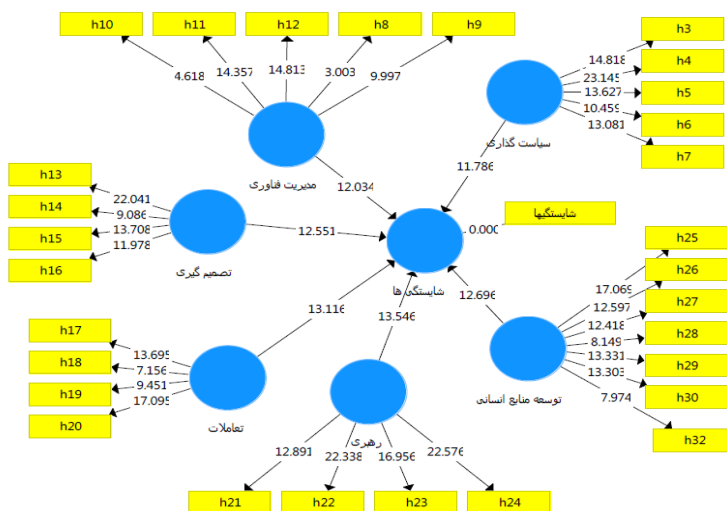 h10
h11
h12
h8
h9
4.618
14.357
14.813
3.003
9.997
مدیریت فناوری
12.034
h3
h4
h5
h6
h7
14.818
23.145
13.627
10.459
13.081
سیاست گذاری
11.786
h13
h14
h15
h16
22.041
9.086
13.708
11.978
تصمیم گیری
12.551
شایستگیها
0.000
شایستگی ها
h17
h18
h19
h20
13.695
7.156
9.451
17.095
تعاملات
13.116
رهبری
13.546
12.891
22.338
16.956
22.576
h21
h22
h23
h24
h25
h26
h27
h28
h29
h30
h32
17.069
12.597
12.418
8.149
13.331
13.303
7.974
توسعه منابع انسانی
12.696